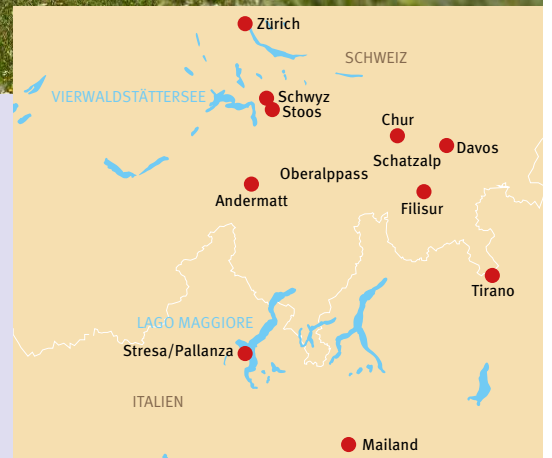 Zürich
SCHWEIZ
VIERWALDSTÄTTERSEE
Schwyz
Stoos
Chur
Davos
Schatzalp
Oberalppass
Andermatt
Filisur
Tirano
LAGO MAGGIORE
Stresa/Pallanza
ITALIEN
Mailand